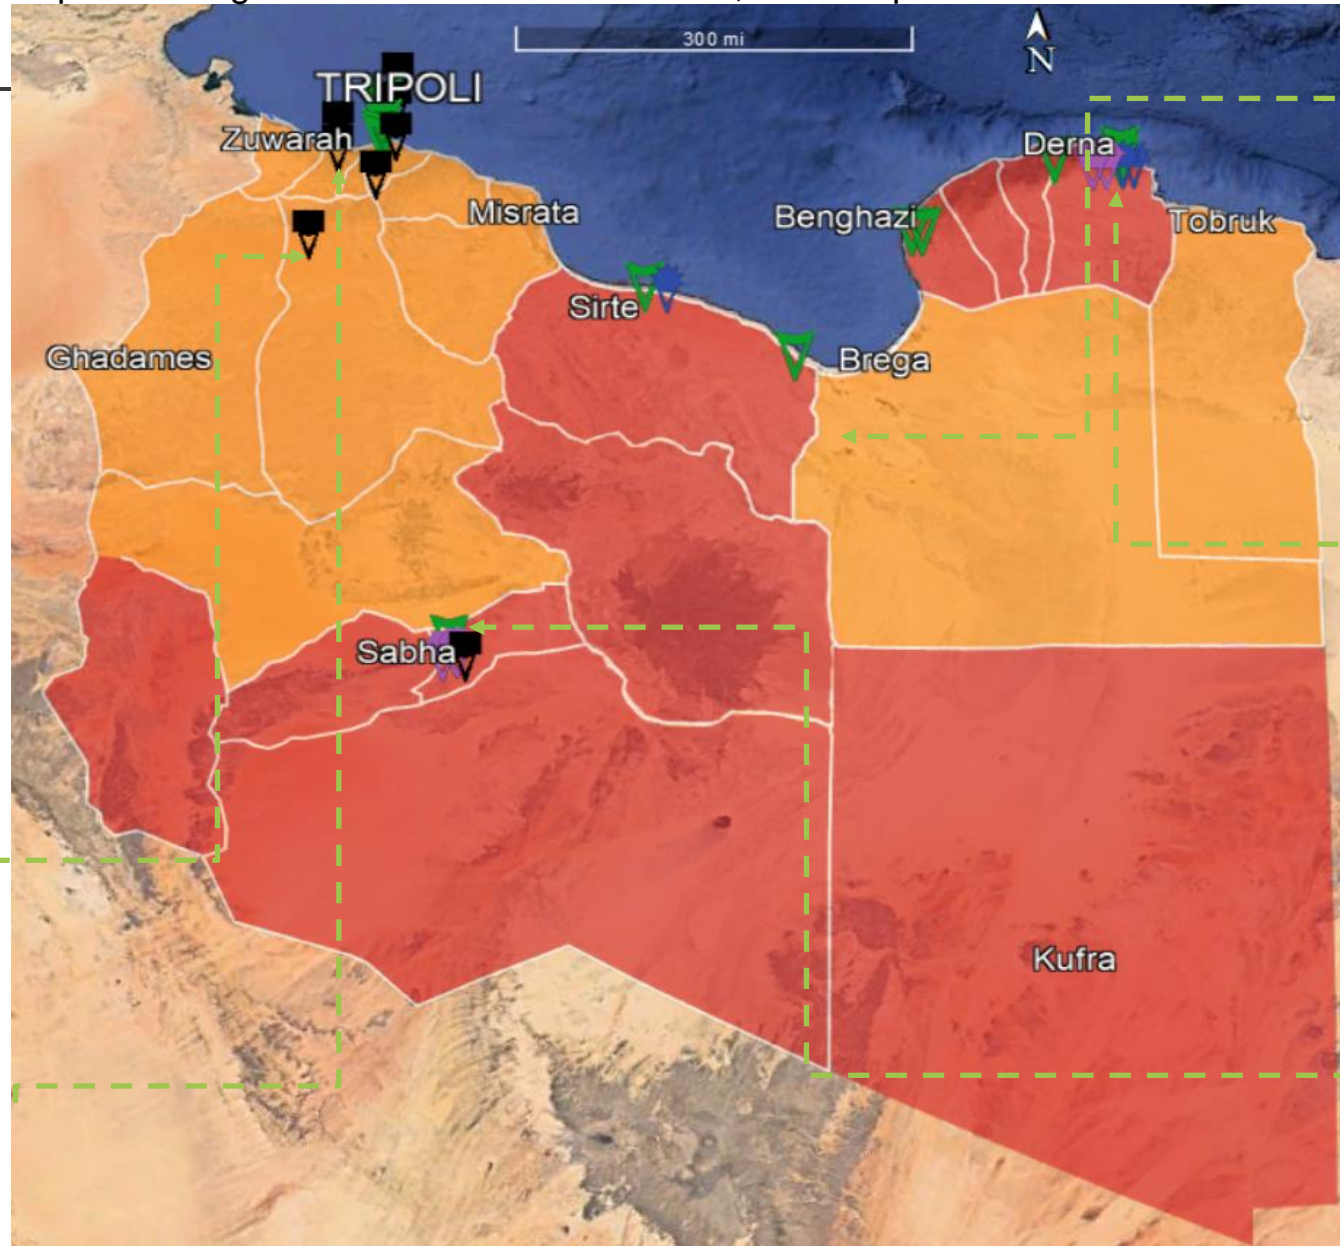 300 mi
N
TRIPOLI
Zuwarah
Derna
Misrata
Benghazi
Tobruk
Sirte
Ghadames
Brega
Sabha
Kufra